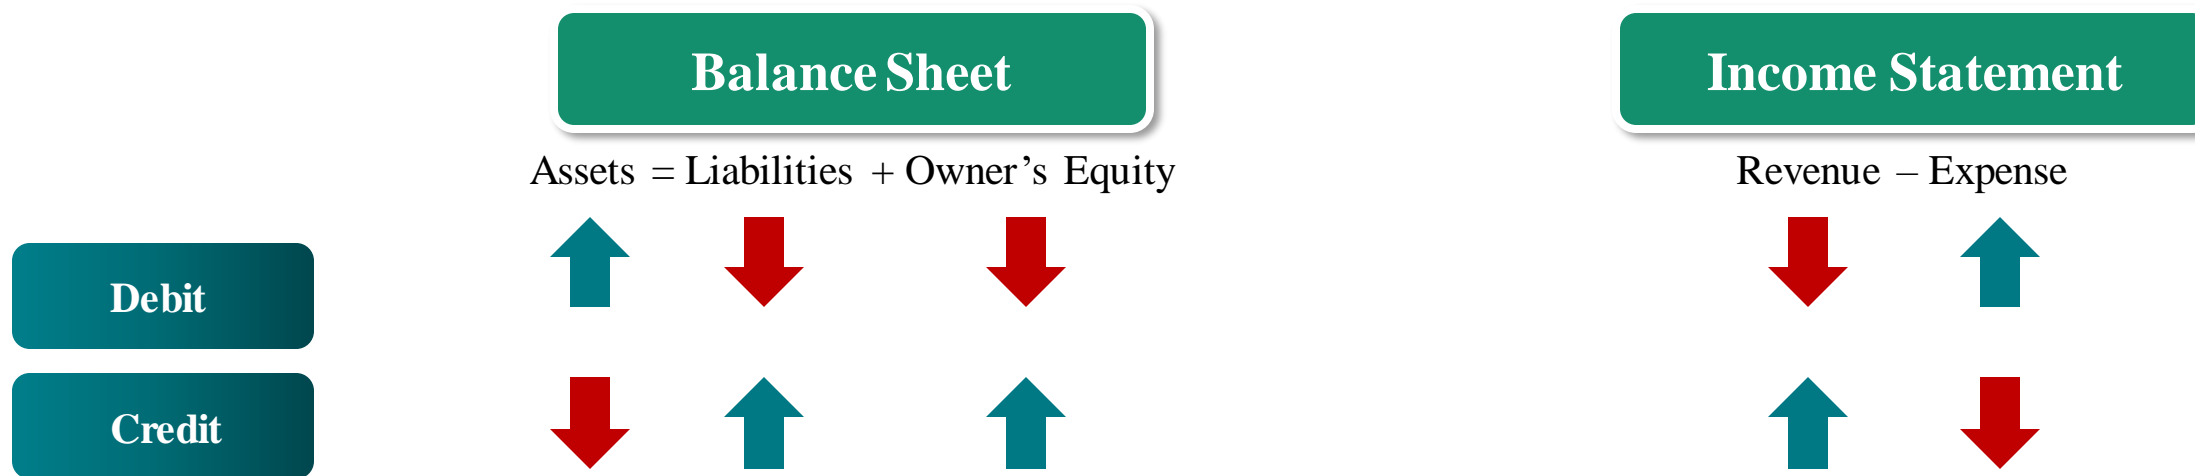 Balance Sheet
Income Statement
Assets = Liabilities + Owner’s Equity
Revenue – Expense
Debit
Credit